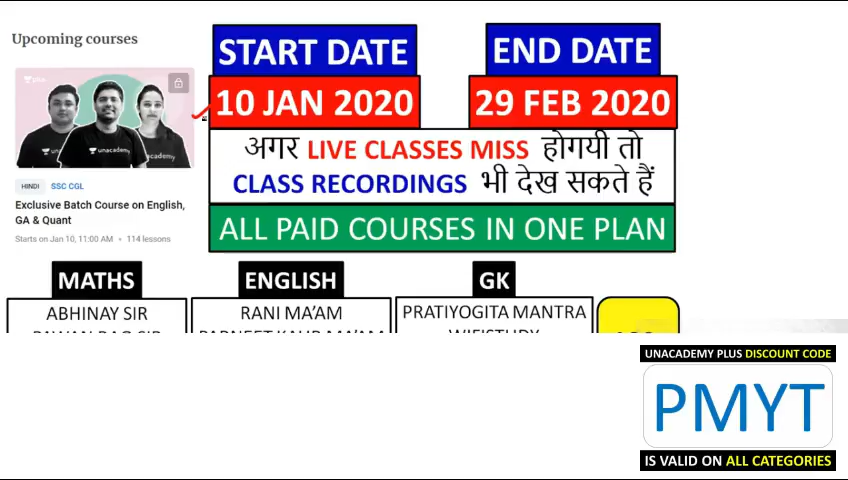 Upcoming courses
START DATE
END DATE
10 JAN 2020
29 FEB 2020
अगर LIVE CLASSES MISS होगयी तो
CLASS RECORDINGS भी देख सकते हैं
ALL PAID COURSES IN ONE PLAN
unacademy
HINDI SSC CGL
Exclusive Batch Course on English,
GA & Quant
Starts on Jan 10, 11:00 AM • 114 lessons
MATHS
ENGLISH
GK
ABHINAY SIR
RANI MA'AM
PRATIYOGITA MANTRA
UNACADEMY PLUS DISCOUNT CODE
PMYT
IS VALID ON ALL CATEGORIES